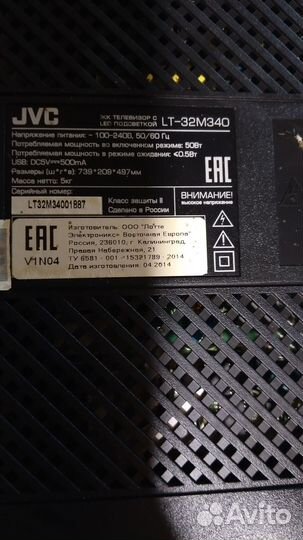 JVC
ЖК ТЕЛЕВИЗОР С
LED ПОДСВЕТКОЙ
LT-32M340
Напряжение питания: ~ 100-240В, 50/60 Гц
Потребляемая мощность во включенном режиме: 50Вт
Потребляемая мощность в режиме ожидания: ≤0.5Вт
USB: DC5V⎓500mA
Размеры (ш*г*в): 739*208*487мм
Масса нетто: 5кг
Серийный номер:
LT32M34001887
Класс защиты II
Сделано в России
EAC
ВНИМАНИЕ!
ВЫСОКОЕ НАПРЯЖЕНИЕ
EAC
V1N04
Изготовитель: ООО
Электроникс Восточная Европа"
Россия, 236010, г. Калининград,
Правая Набережная, 21
ТУ 6581 -001 -15321789 -2014
Дата изготовления: 04.2014
Avito